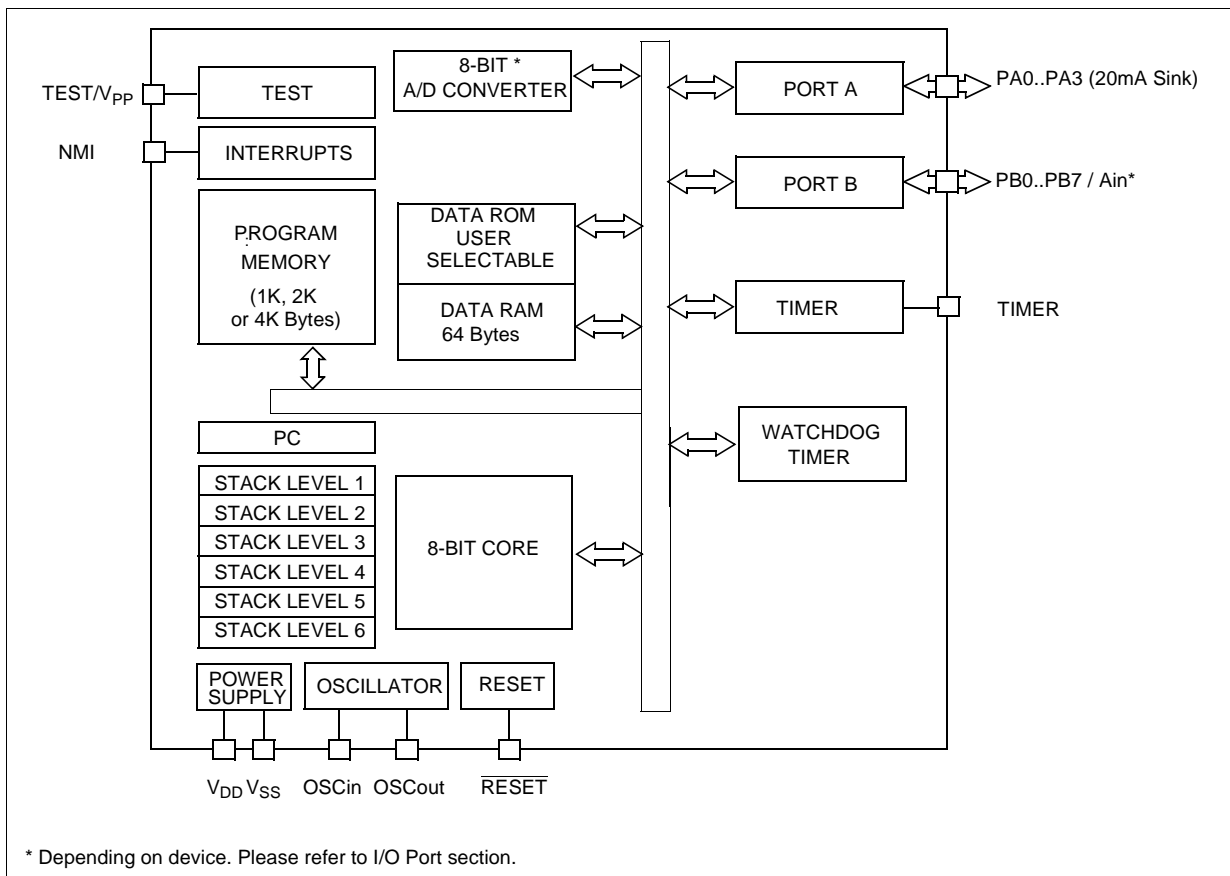 TEST/VPP
TEST
8-BIT *
A/D CONVERTER
PORT A
PA0..PA3 (20mA Sink)
NMI
INTERRUPTS
PORT B
PB0..PB7 / Ain*
PROGRAM
:
MEMORY
(1K, 2K
or 4K Bytes)
DATA ROM
USER
SELECTABLE
DATA RAM
64 Bytes
TIMER
TIMER
PC
WATCHDOG
TIMER
STACK LEVEL 1
STACK LEVEL 2
STACK LEVEL 3
STACK LEVEL 4
STACK LEVEL 5
STACK LEVEL 6
8-BIT CORE
POWER
SUPPLY
OSCILLATOR
RESET
VDD VSS OSCin OSCout RESET
* Depending on device. Please refer to I/O Port section.